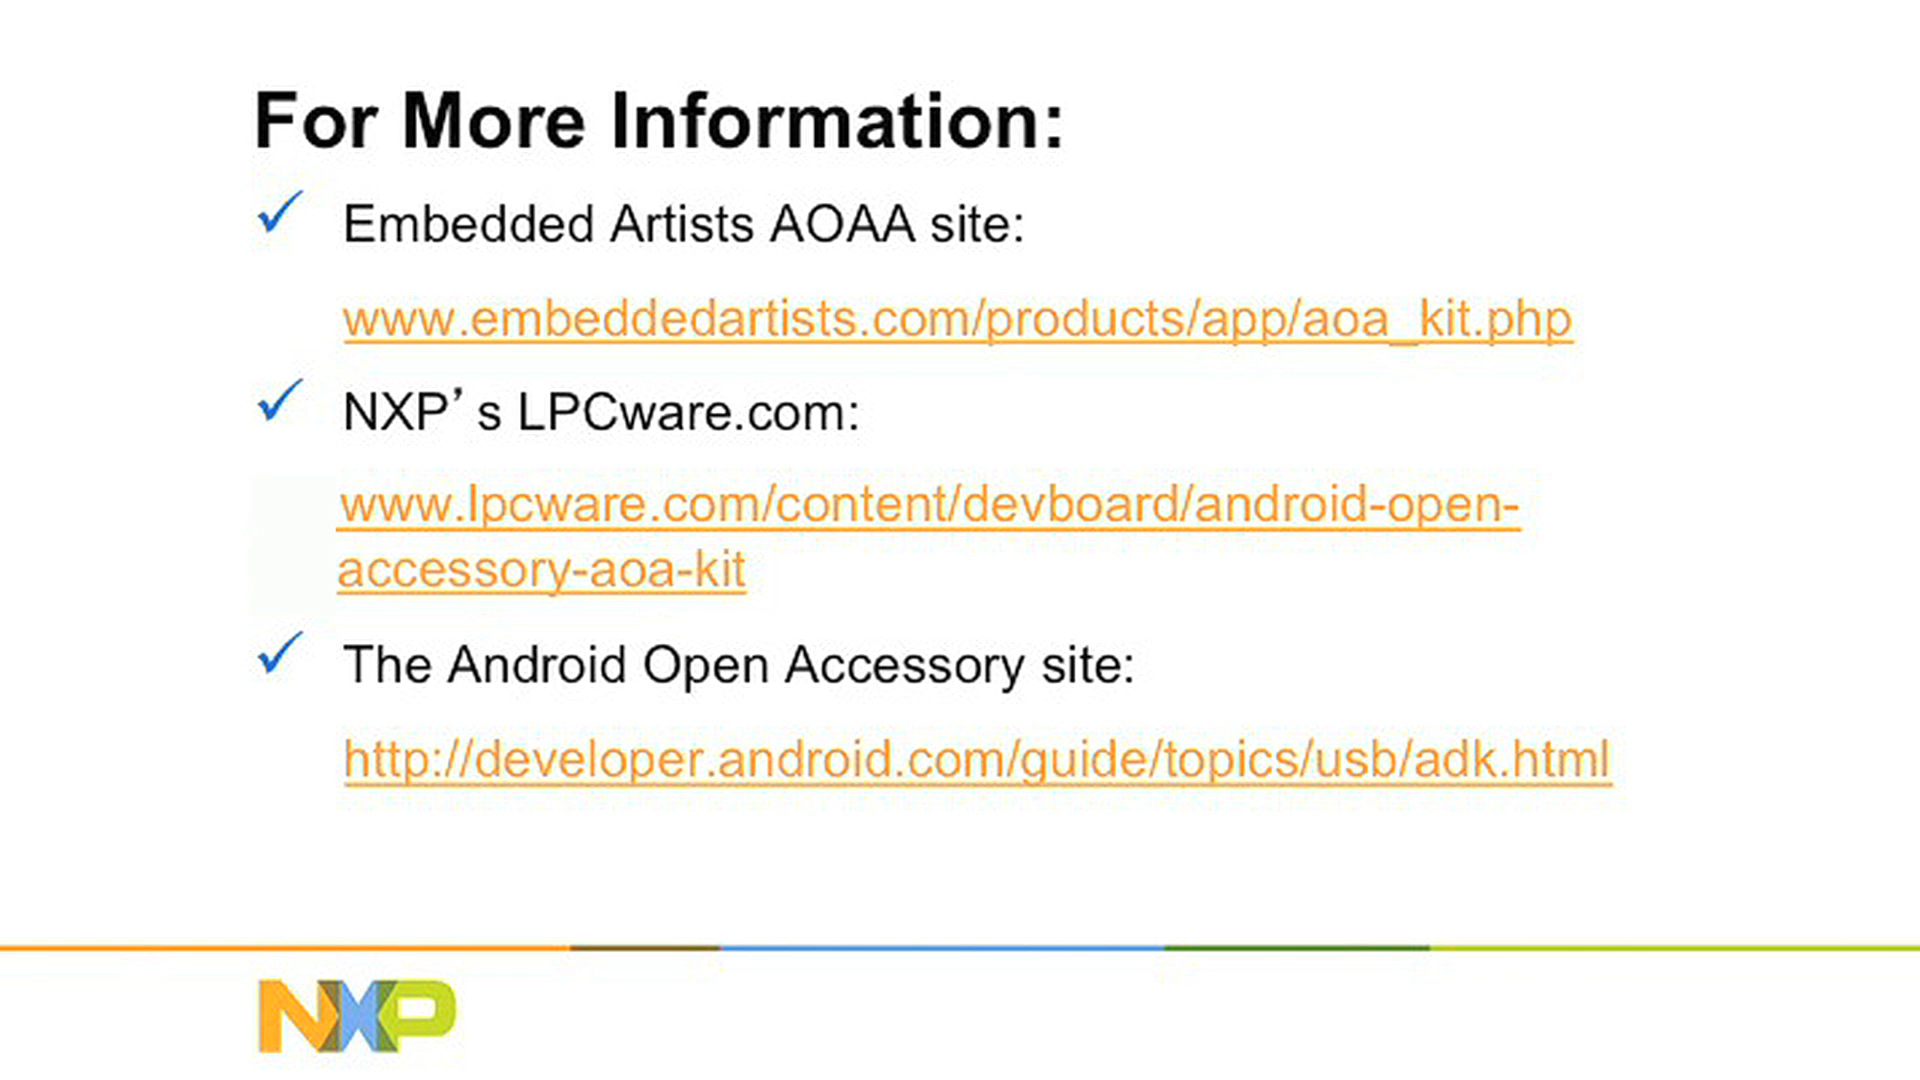 For More Information:
Embedded Artists AOAA site:
www.embeddedartists.com/products/app/aoa_kit.php
NXP's LPCware.com:
www.lpcware.com/content/devboard/android-open-
accessory-aoa-kit
The Android Open Accessory site:
http://developer.android.com/guide/topics/usb/adk.html
NXP